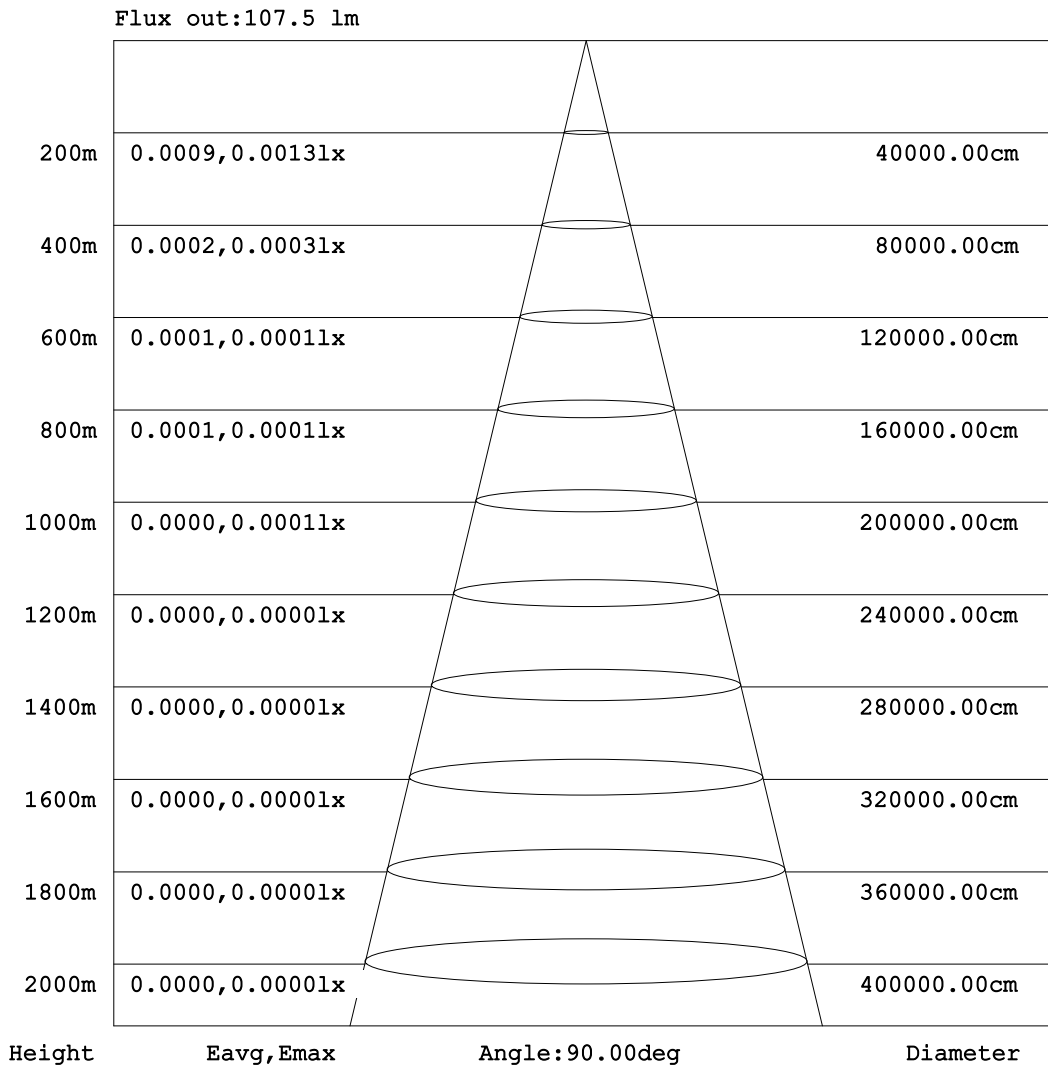 Flux out:107.5 lm
200m 0.0009,0.0013lx 40000.00cm
400m 0.0002,0.0003lx 80000.00cm
600m 0.0001,0.0001lx 120000.00cm
800m 0.0001,0.0001lx 160000.00cm
1000m 0.0000,0.0001lx 200000.00cm
1200m 0.0000,0.0000lx 240000.00cm
1400m 0.0000,0.0000lx 280000.00cm
1600m 0.0000,0.0000lx 320000.00cm
1800m 0.0000,0.0000lx 360000.00cm
2000m 0.0000,0.0000lx 400000.00cm
Height Eavg,Emax Angle:90.00deg Diameter